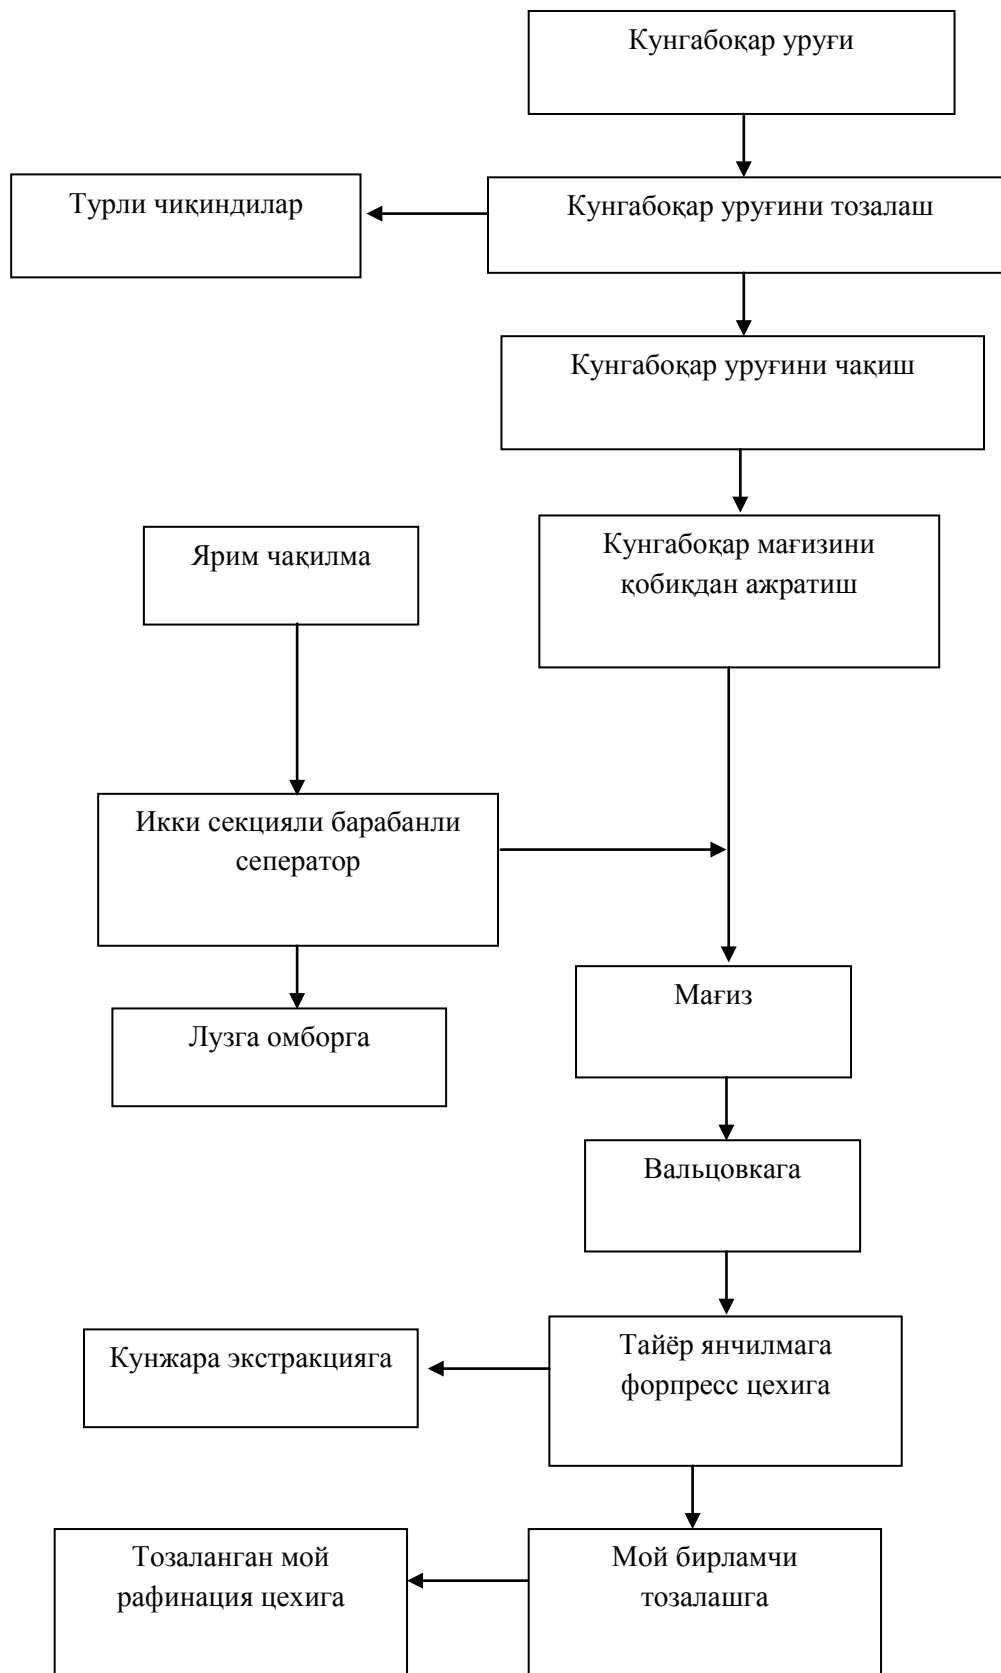 Кунгабоқар уруғи
Турли чиқиндилар
Кунгабоқар уруғини тозалаш
Кунгабоқар уруғини чақиш
Ярим чақилма
Кунгабоқар мағизини
қобиқдан ажратиш
Икки секцияли барабанли
сеператор
Мағиз
Лузга омборга
Вальцовкага
Кунжара экстракцияга
Тайёр янчилмага
форпресс цехига
Тозаланган мой
рафинация цехига
Мой бирламчи
тозалашга